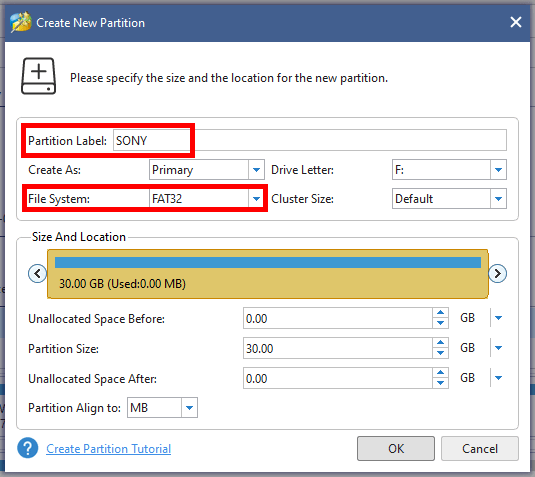 Create New Partition
Please specify the size and the location for the new partition.
Partition Label: SONY
Create As: Primary Drive Letter: F:
File System: FAT32 Cluster Size: Default
Size And Location
30.00 GB (Used:0.00 MB)
Unallocated Space Before: 0.00 GB
Partition Size: 30.00 GB
Unallocated Space After: 0.00 GB
Partition Align to: MB
Create Partition Tutorial OK Cancel